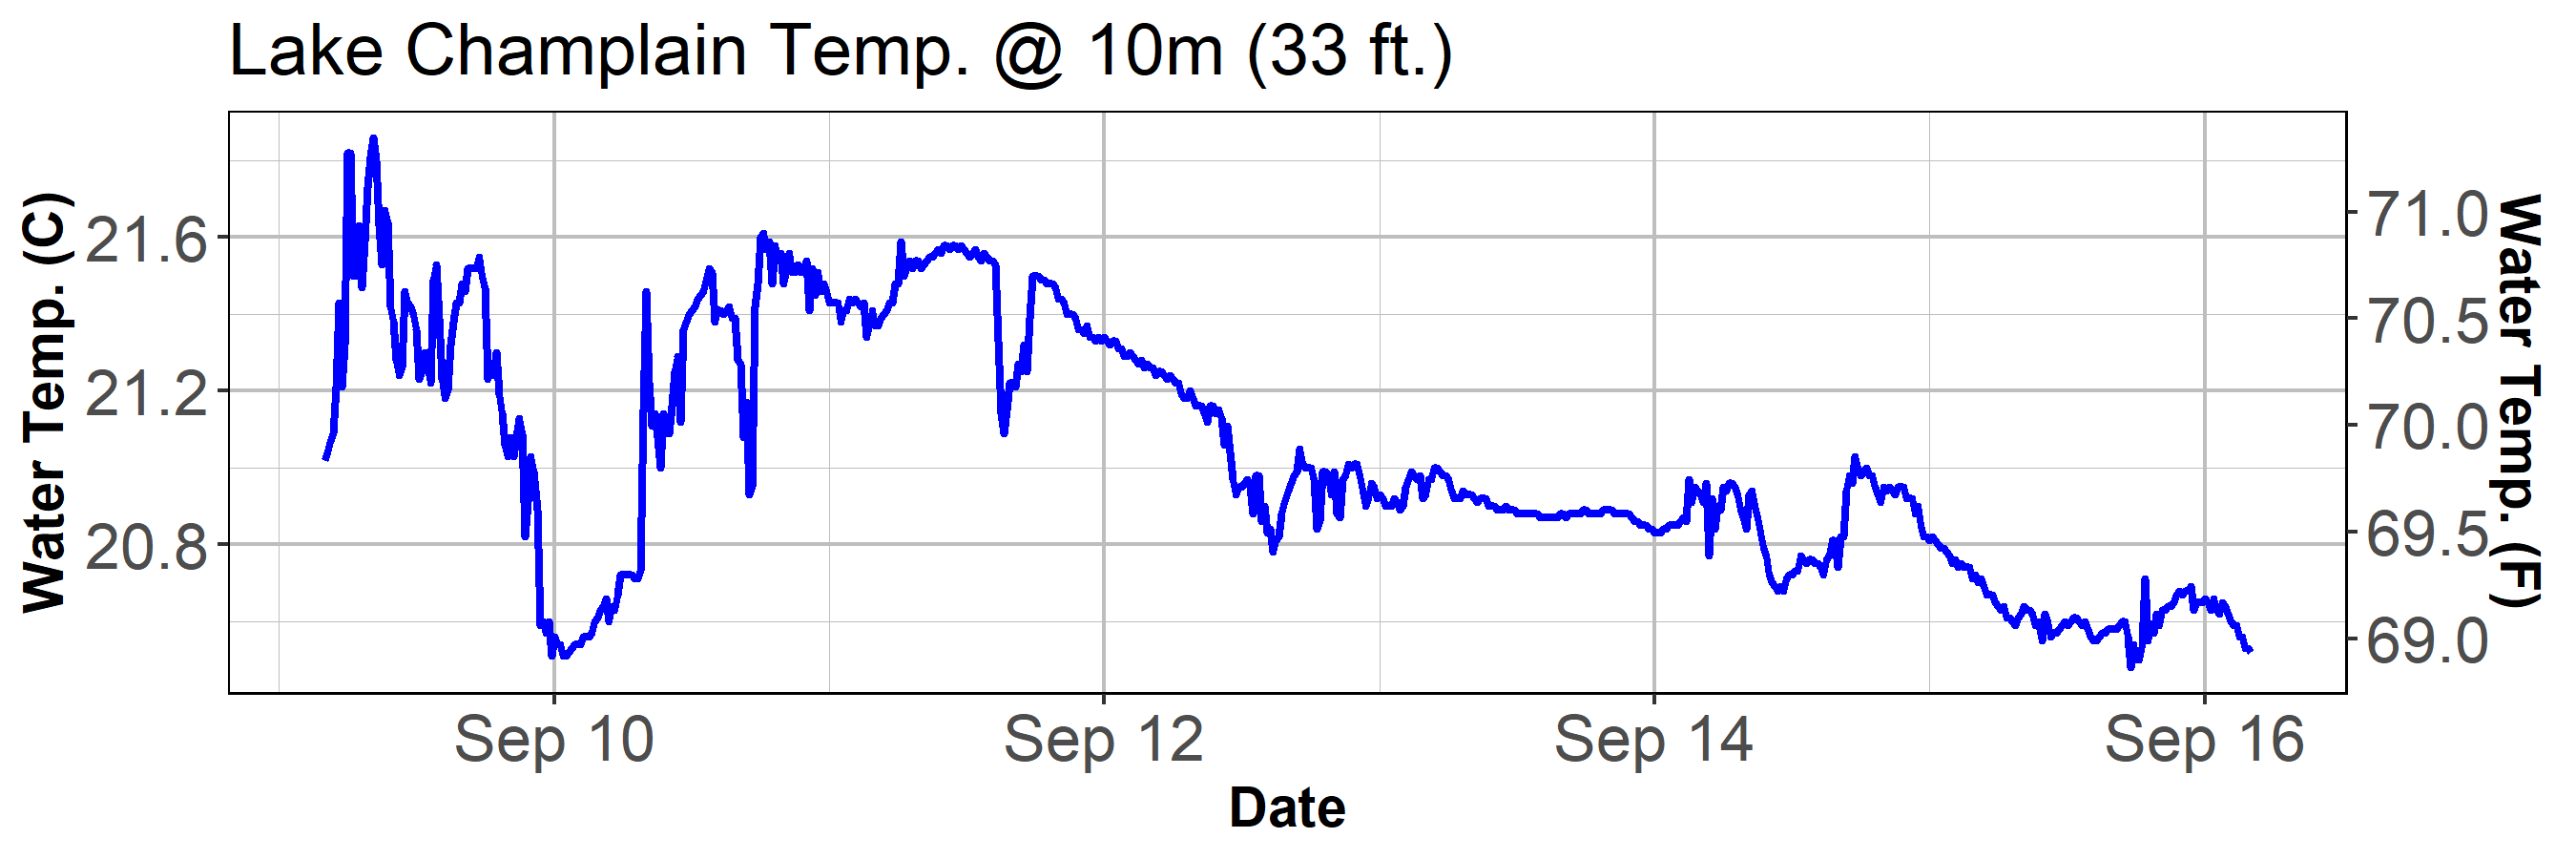 Lake Champlain Temp. @ 10m (33 ft.)
Water Temp. (C)
21.6
21.2
20.8
71.0
70.5
70.0
69.5
69.0
Water Temp. (F)
Sep 10
Sep 12
Sep 14
Sep 16
Date